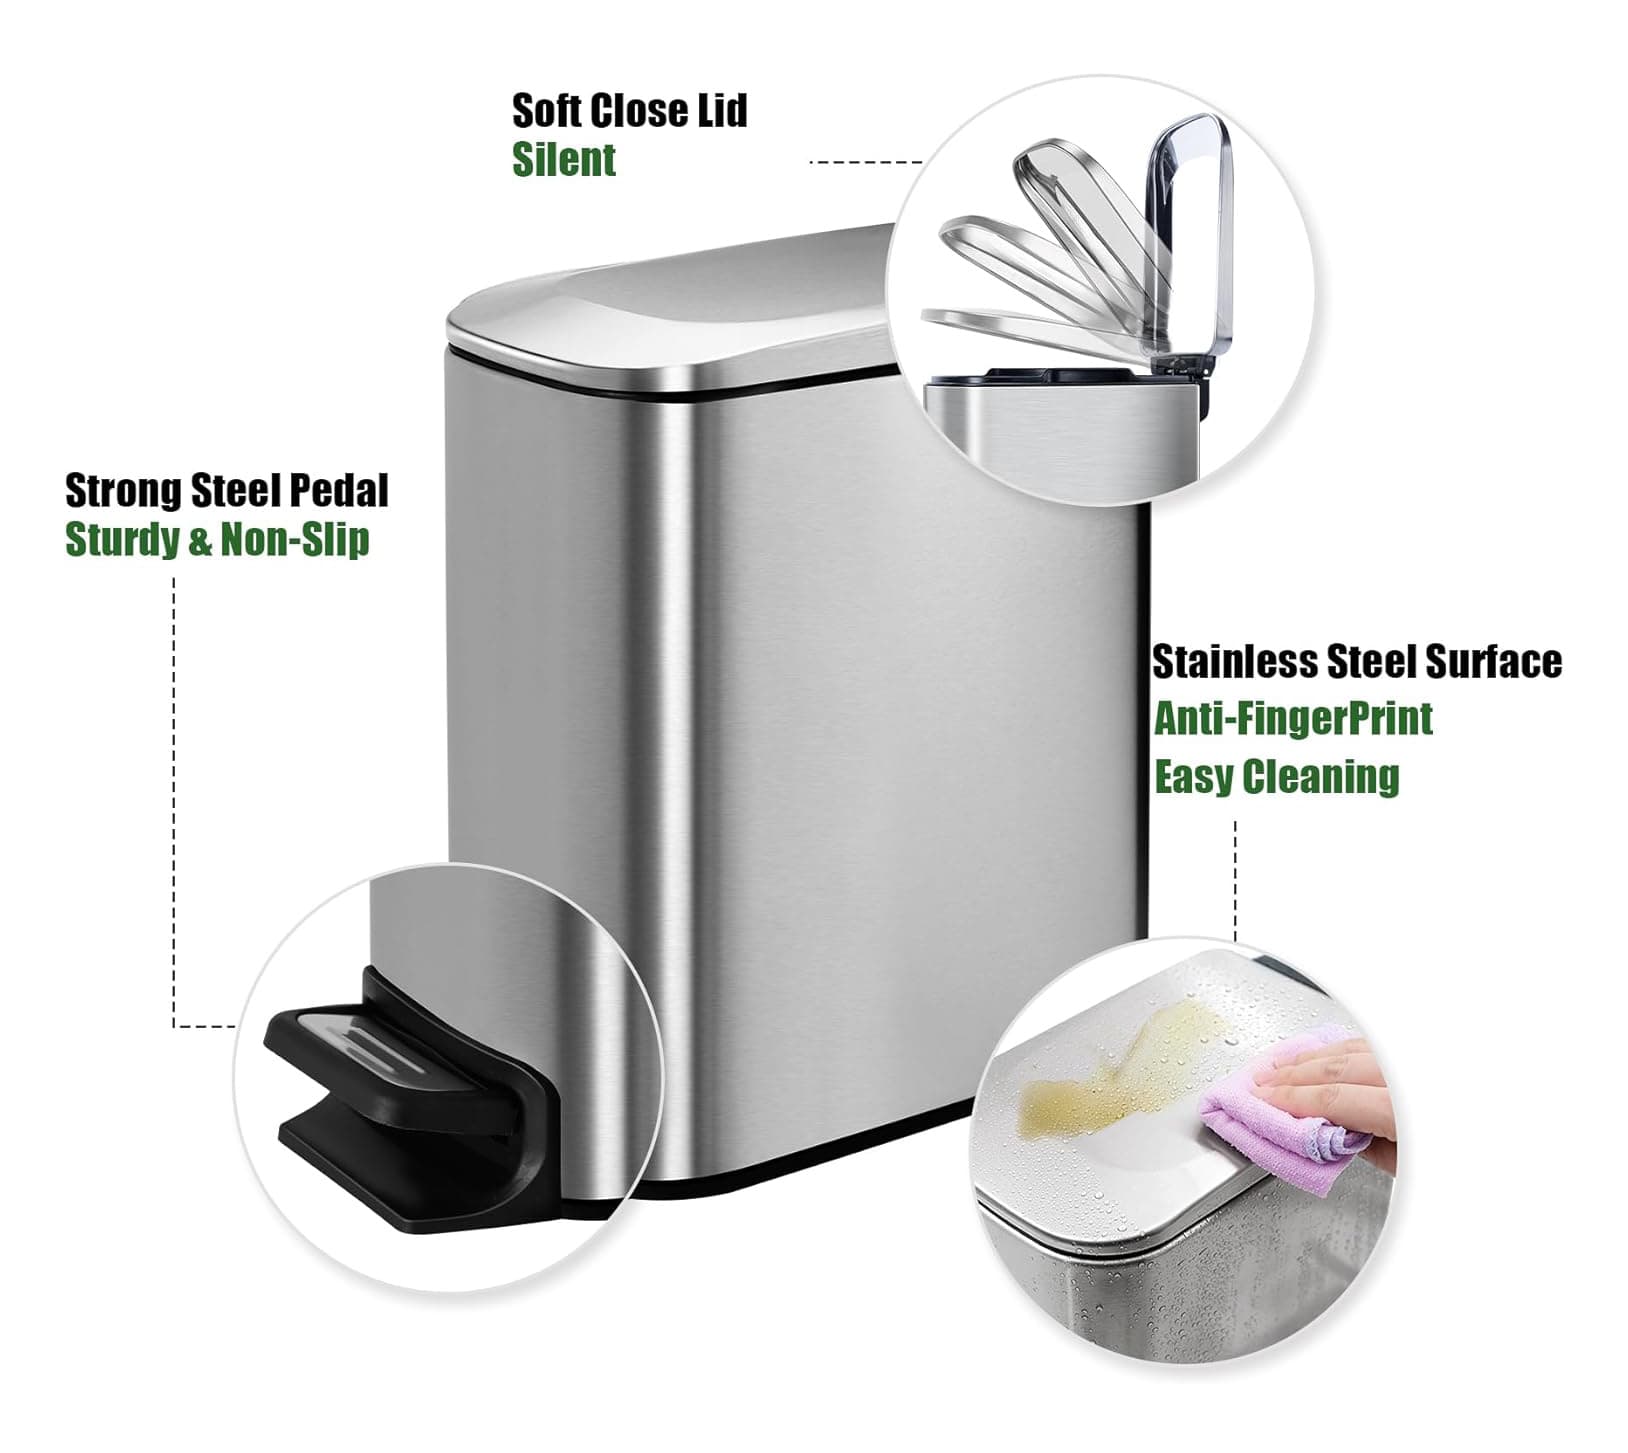 Soft Close Lid
Silent
Strong Steel Pedal
Sturdy & Non-Slip
Stainless Steel Surface
Anti-FingerPrint
Easy Cleaning